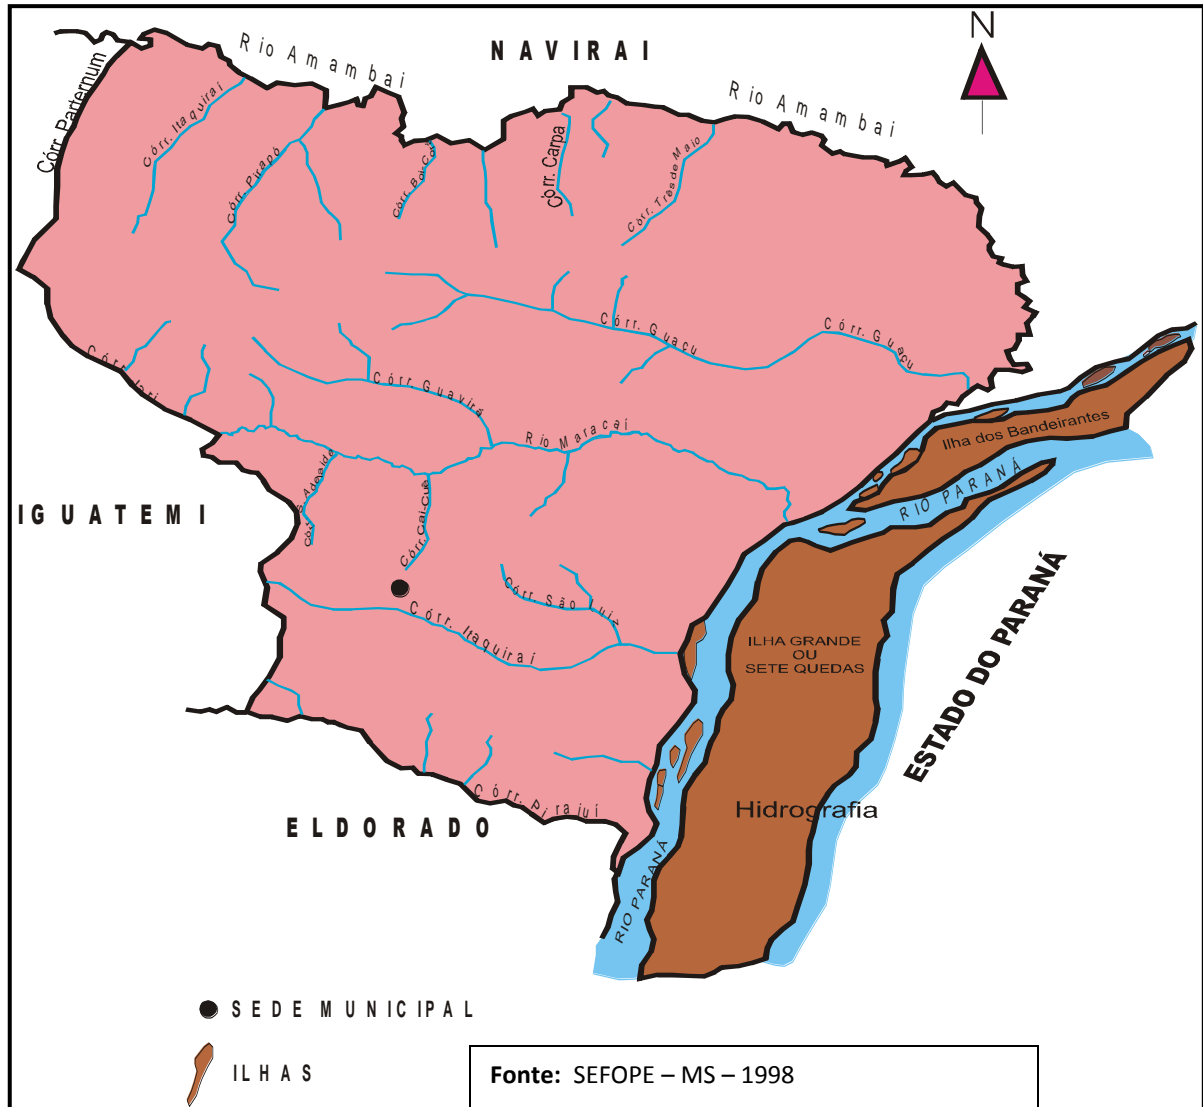 N
NAVIRAI
Rio Amambai
Rio Amambai
Córr. Parternum
Córr. Itaquiraí
Córr. Pirapó
Córr. Carpa
Córr. Três de Maio
Córr. Guaçu
Córr. Guaçu
Córr. Guavirá
Rio Maracaí
Ilha dos Bandeirantes
RIO PARANÁ
IGUATEMI
Adelaide
Córr. Cai-Cuê
Córr. São Luiz
Córr. Itaquiraí
ILHA GRANDE
OU
SETE QUEDAS
ESTADO DO PARANÁ
Hidrografia
Córr. Pirajuí
ELDORADO
RIO PARANÁ
SEDE MUNICIPAL
ILHAS
Fonte: SEFOPE – MS – 1998